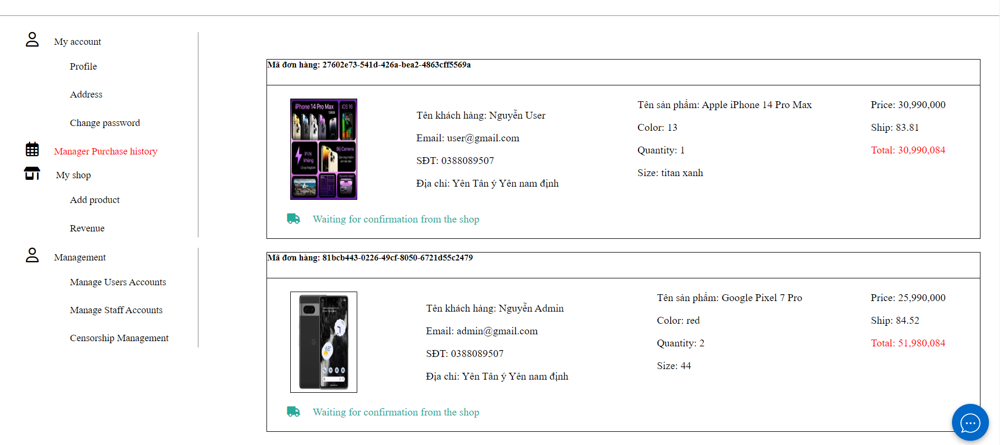 My account
Profile
Address
Change password
Manager Purchase history
My shop
Add product
Revenue
Management
Manage Users Accounts
Manage Staff Accounts
Censorship Management
Mã đơn hàng: 27602e73-541d-426a-bea2-4863cff5569a
iPhone 14 Pro Max
128GB
iOS 16
PIN
khủng
Bộ Camera
Tên khách hàng: Nguyễn User
Email: user@gmail.com
SĐT: 0388089507
Địa chỉ: Yên Tân ý Yên nam định
Tên sản phẩm: Apple iPhone 14 Pro Max
Color: 13
Quantity: 1
Size: titan xanh
Price: 30,990,000
Ship: 83.81
Total: 30,990,084
Waiting for confirmation from the shop
Mã đơn hàng: 81bcb443-0226-49cf-8050-6721d55c2479
68°
Tên khách hàng: Nguyễn Admin
Email: admin@gmail.com
SĐT: 0388089507
Địa chỉ: Yên Tân ý Yên nam định
Tên sản phẩm: Google Pixel 7 Pro
Color: red
Quantity: 2
Size: 44
Price: 25,990,000
Ship: 84.52
Total: 51,980,084
Waiting for confirmation from the shop